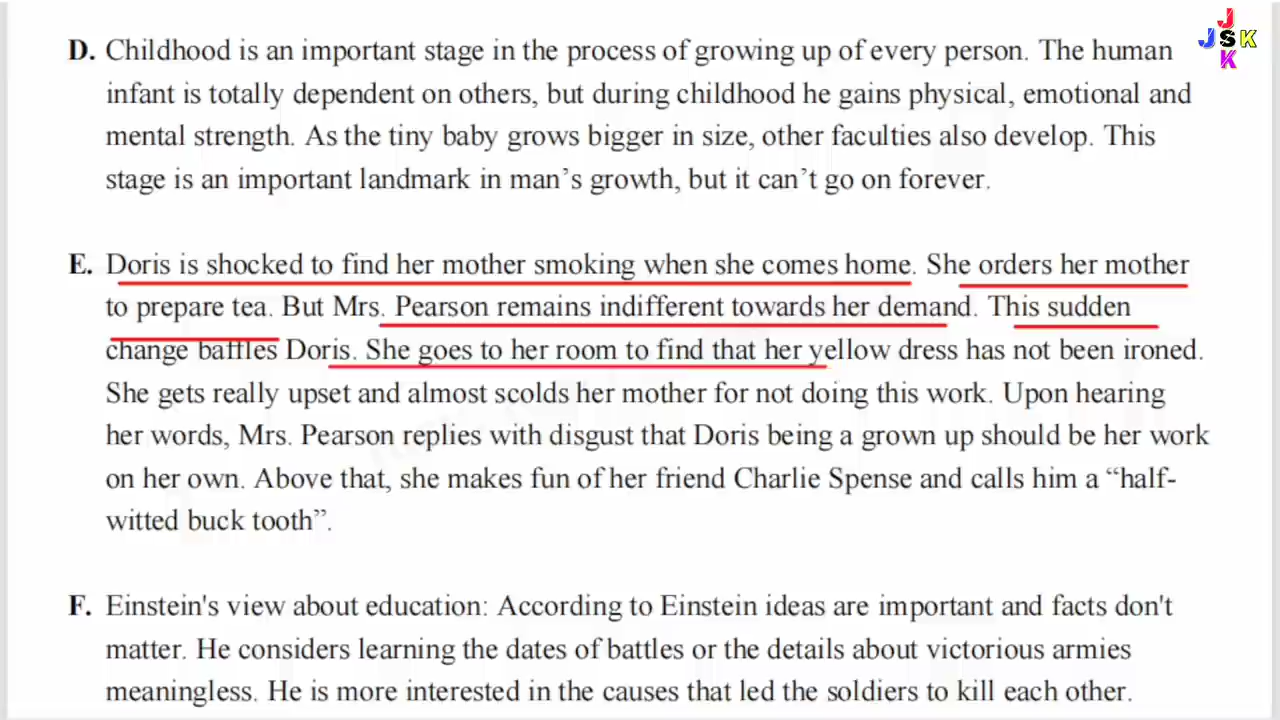 J
J S K
K
D. Childhood is an important stage in the process of growing up of every person. The human
infant is totally dependent on others, but during childhood he gains physical, emotional and
mental strength. As the tiny baby grows bigger in size, other faculties also develop. This
stage is an important landmark in man’s growth, but it can’t go on forever.
E. Doris is shocked to find her mother smoking when she comes home. She orders her mother
to prepare tea. But Mrs. Pearson remains indifferent towards her demand. This sudden
change baffles Doris. She goes to her room to find that her yellow dress has not been ironed.
She gets really upset and almost scolds her mother for not doing this work. Upon hearing
her words, Mrs. Pearson replies with disgust that Doris being a grown up should be her work
on her own. Above that, she makes fun of her friend Charlie Spense and calls him a “half-
witted buck tooth”.
F. Einstein's view about education: According to Einstein ideas are important and facts don't
matter. He considers learning the dates of battles or the details about victorious armies
meaningless. He is more interested in the causes that led the soldiers to kill each other.